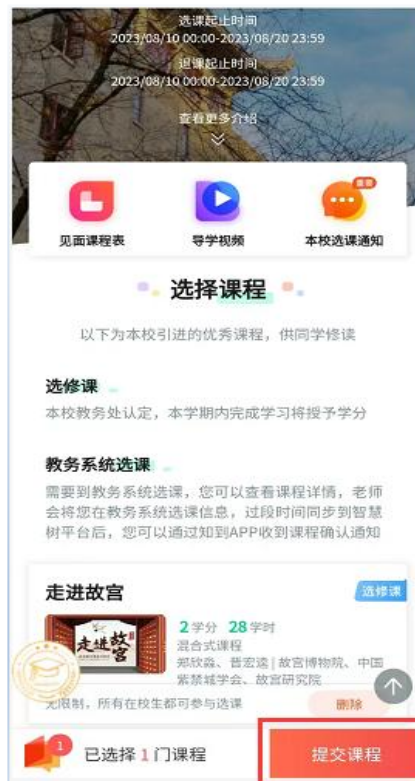 选课起止时间
2023/08/10 00:00-2023/08/20 23:59
退课起止时间
2023/08/10 00:00-2023/08/20 23:59
查看更多介绍
重要
见面课程表
导学视频
本校选课通知
选择课程
以下为本校引进的优秀课程，供同学修读
选修课
本校教务处认定，本学期内完成学习将授予学分
教务系统选课
需要到教务系统选课，您可以查看课程详情，老师
会将您在教务系统选课信息，过段时间同步到智慧
树平台后，您可以通过知到APP收到课程确认通知
走进故宫
选修课
走进故宫
2学分 28学时
混合式课程
郑欣淼、晋宏逵|故宫博物院、中国
紫禁城学会、故宫研究院
无限制，所有在校生都可参与选课
删除
1
已选择 1 门课程
提交课程